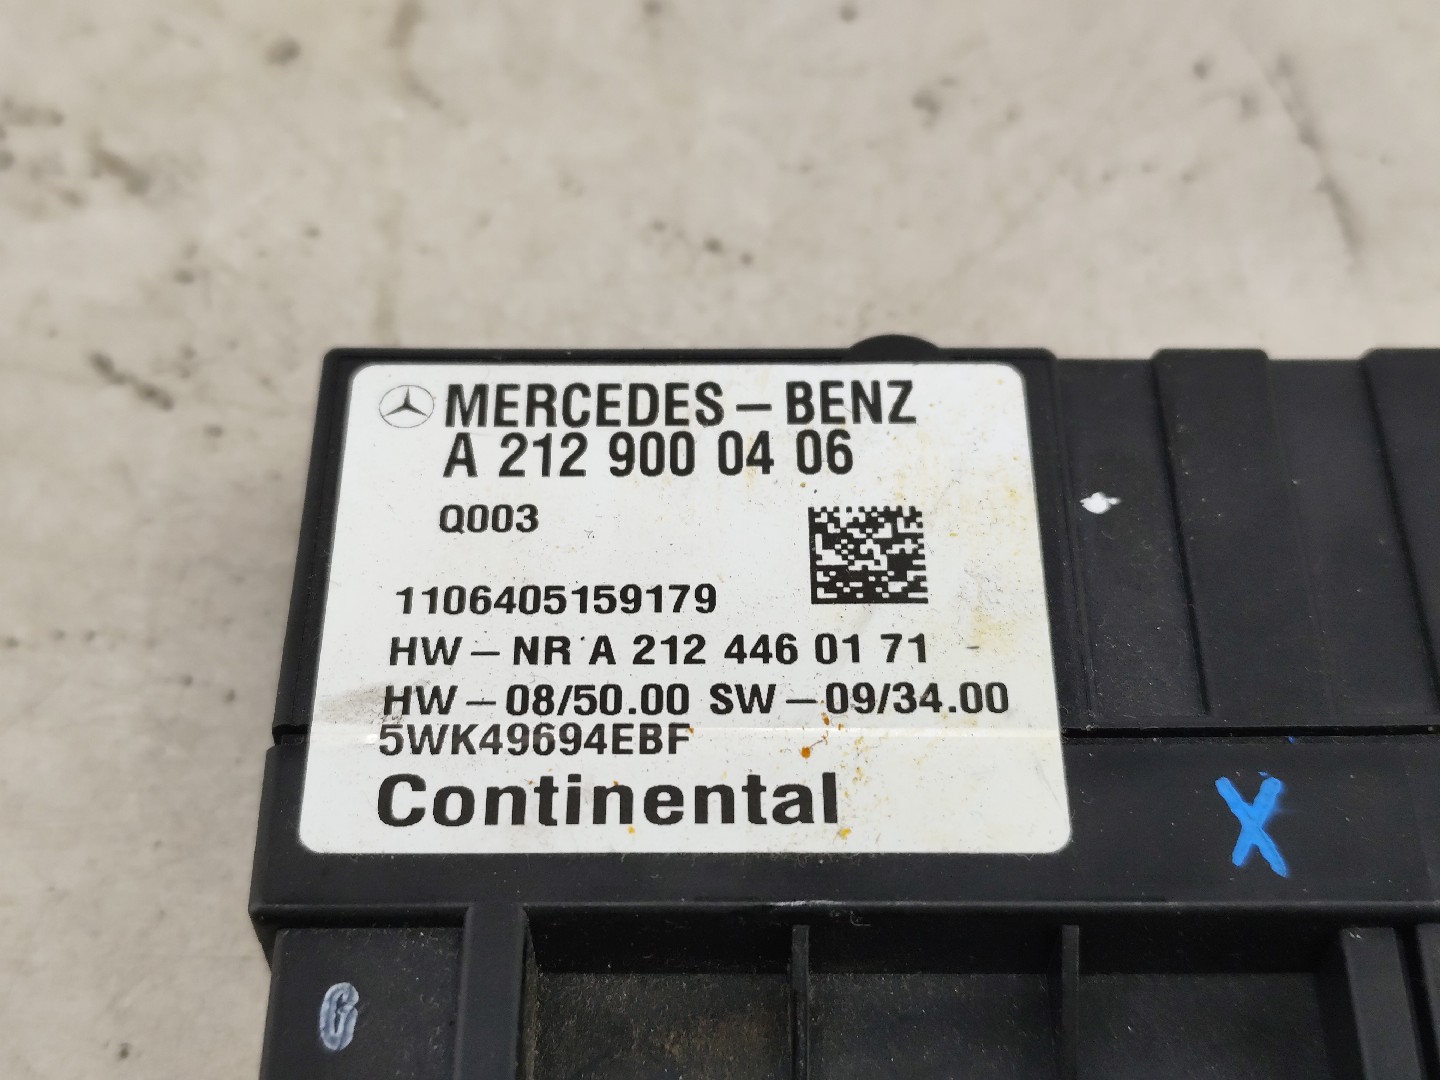 MERCEDES-BENZ
A 212 900 04 06
Q003
1106405159179
HW-NR A 212 446 01 71
HW-08/50.00 SW-09/34.00
5WK49694EBF
Continental
X
G